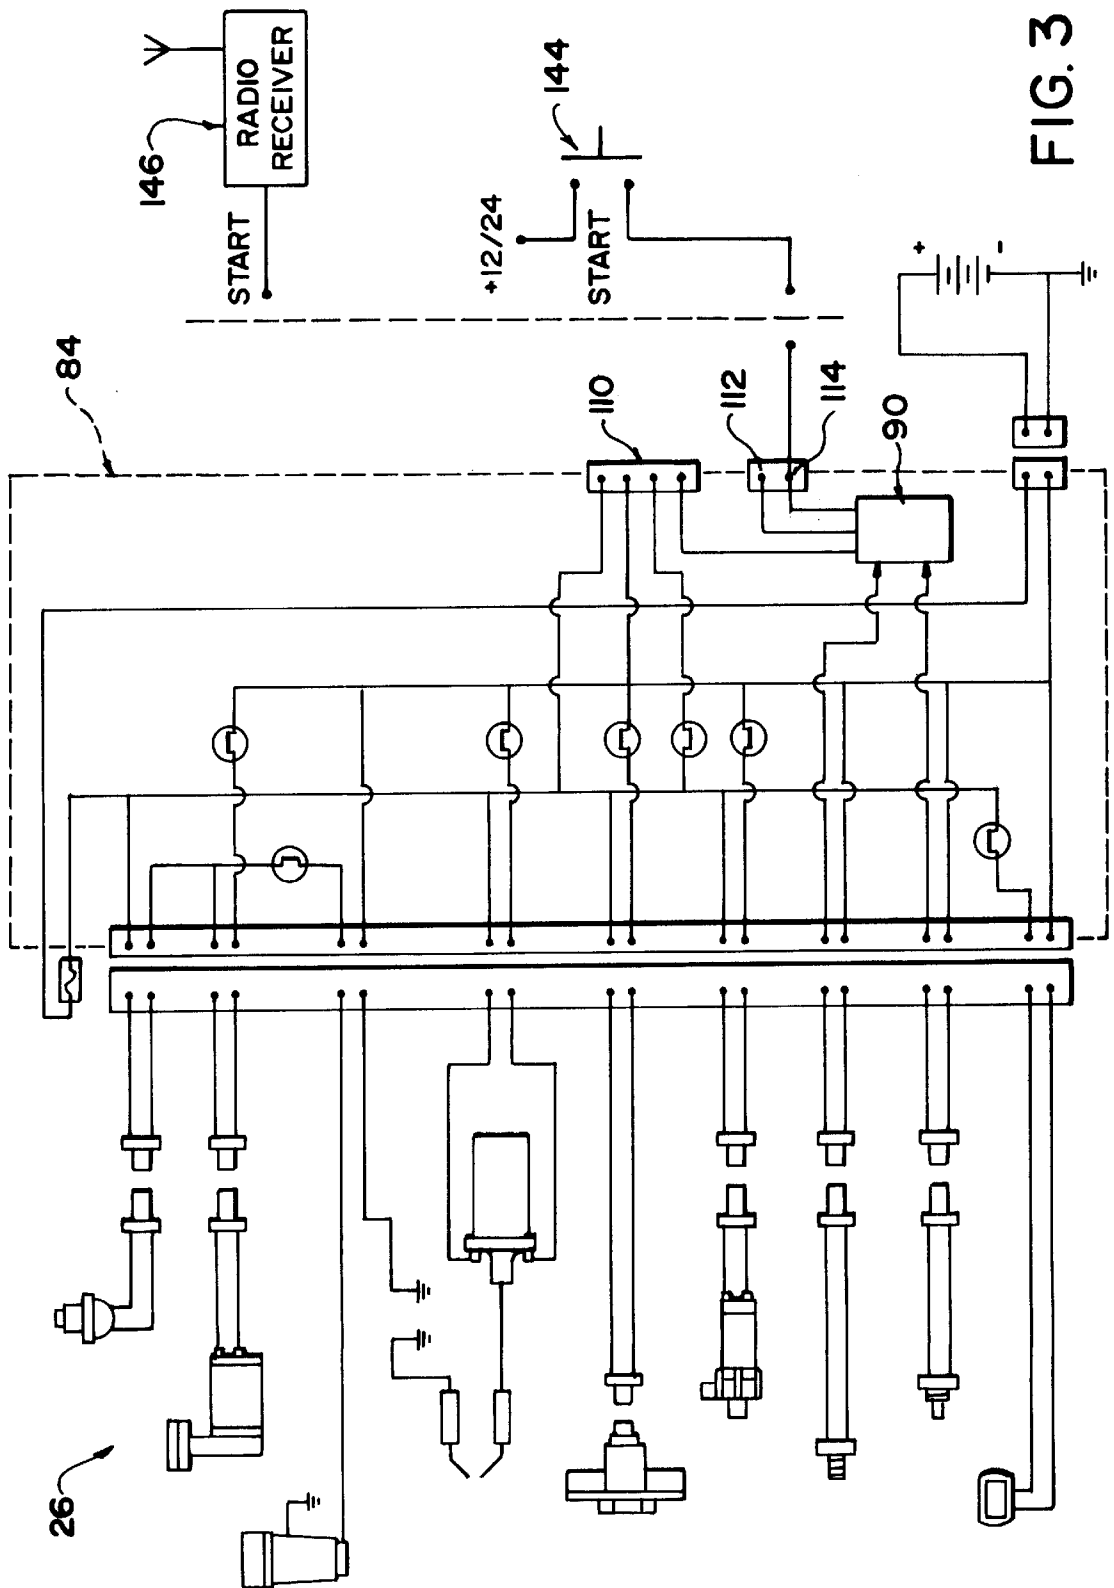 FIG. 3
RADIO
RECEIVER
146
START
144
+12/24
START
84
110
112
114
90
+
-
26